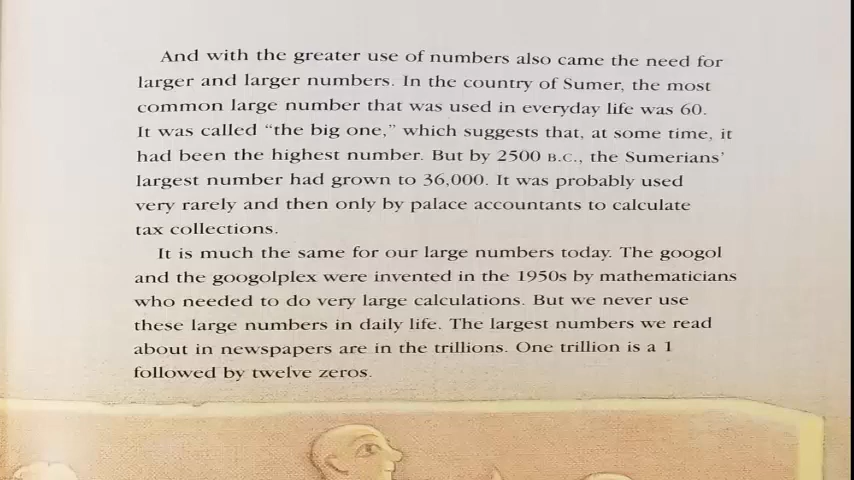 And with the greater use of numbers also came the need for
larger and larger numbers. In the country of Sumer, the most
common large number that was used in everyday life was 60.
It was called “the big one,” which suggests that, at some time, it
had been the highest number. But by 2500 B.C., the Sumerians’
largest number had grown to 36,000. It was probably used
very rarely and then only by palace accountants to calculate
tax collections.
It is much the same for our large numbers today. The googol
and the googolplex were invented in the 1950s by mathematicians
who needed to do very large calculations. But we never use
these large numbers in daily life. The largest numbers we read
about in newspapers are in the trillions. One trillion is a 1
followed by twelve zeros.